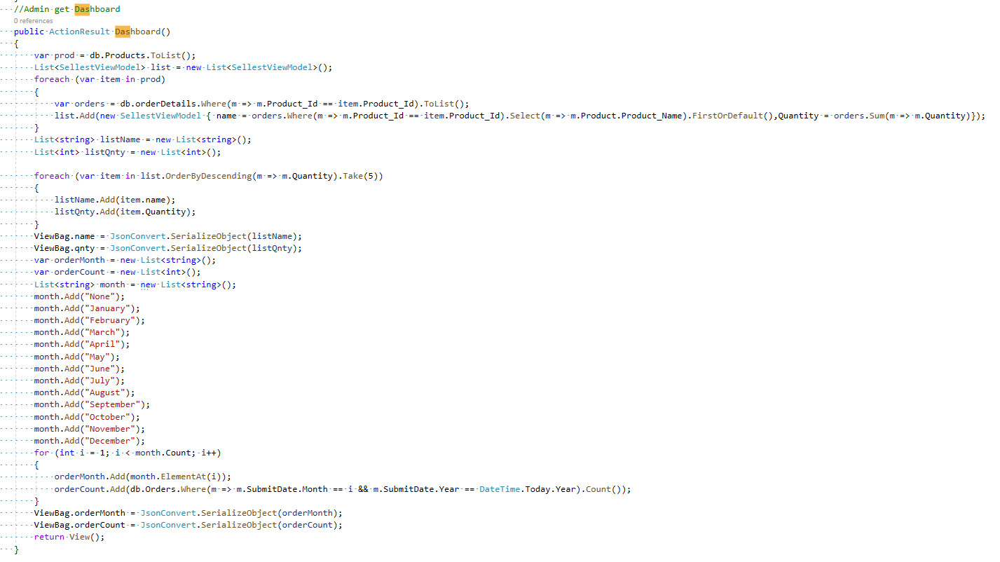 //Admin get Dashboard
0 references
public ActionResult Dashboard()
{
var prod = db.Products.ToList();
List<SellestViewModel> list = new List<SellestViewModel>();
foreach (var item in prod)
{
var orders = db.orderDetails.Where(m => m.Product_Id == item.Product_Id).ToList();
list.Add(new SellestViewModel { name = orders.Where(m => m.Product_Id == item.Product_Id).Select(m => m.Product.Product_Name).FirstOrDefault(),Quantity = orders.Sum(m => m.Quantity)});
}
List<string> listName = new List<string>();
List<int> listQnty = new List<int>();
foreach (var item in list.OrderByDescending(m => m.Quantity).Take(5))
{
listName.Add(item.name);
listQnty.Add(item.Quantity);
}
ViewBag.name = JsonConvert.SerializeObject(listName);
ViewBag.qnty = JsonConvert.SerializeObject(listQnty);
var orderMonth = new List<string>();
var orderCount = new List<int>();
List<string> month = new List<string>();
month.Add("None");
month.Add("January");
month.Add("February");
month.Add("March");
month.Add("April");
month.Add("May");
month.Add("June");
month.Add("July");
month.Add("August");
month.Add("September");
month.Add("October");
month.Add("November");
month.Add("December");
for (int i = 1; i < month.Count; i++)
{
orderMonth.Add(month.ElementAt(i));
orderCount.Add(db.Orders.Where(m => m.SubmitDate.Month == i && m.SubmitDate.Year == DateTime.Today.Year).Count());
}
ViewBag.orderMonth = JsonConvert.SerializeObject(orderMonth);
ViewBag.orderCount = JsonConvert.SerializeObject(orderCount);
return View();
}